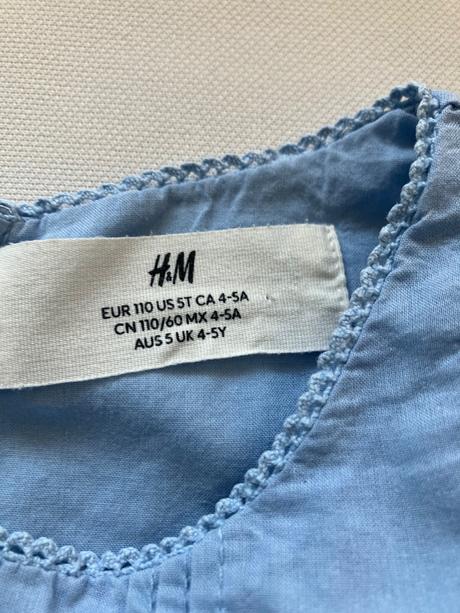 H&M
EUR 110 US 5T CA 4-5A
CN 110/60 MX 4-5A
AUS 5 UK 4-5Y